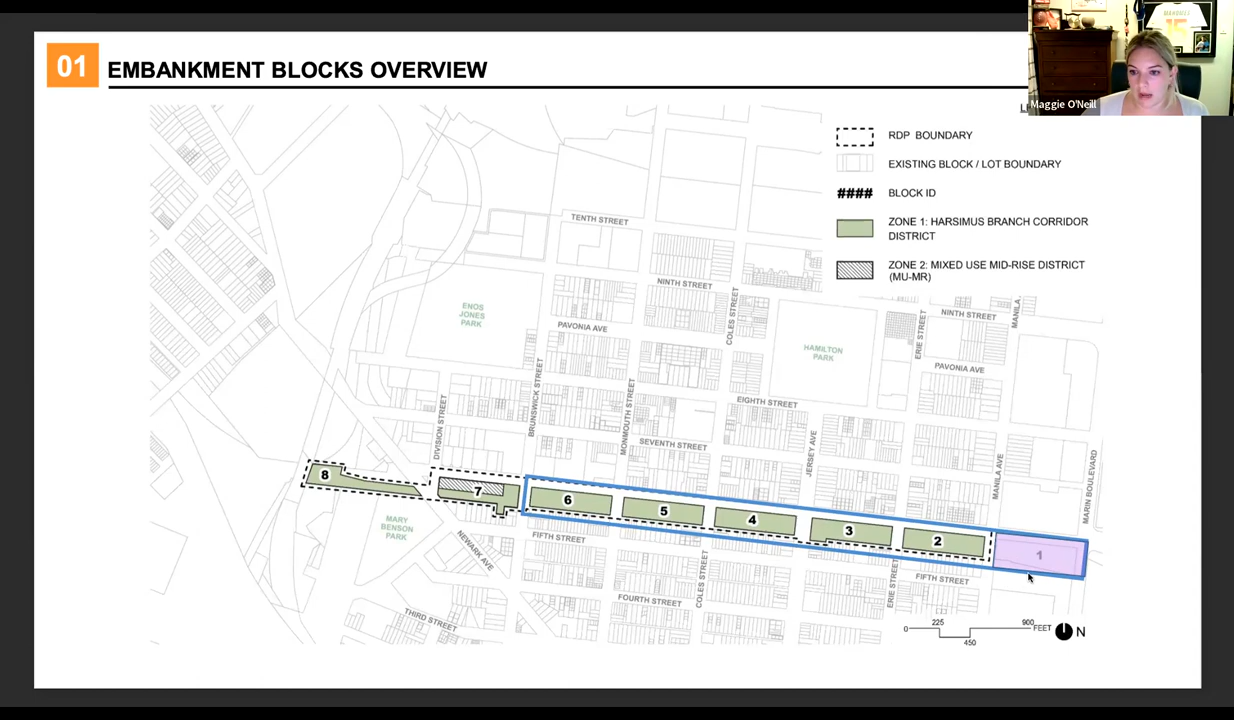 01 EMBANKMENT BLOCKS OVERVIEW
MAHOMES
15
Maggie O'Neill
RDP BOUNDARY
EXISTING BLOCK / LOT BOUNDARY
#### BLOCK ID
ZONE 1: HARSIMUS BRANCH CORRIDOR
DISTRICT
ZONE 2: MIXED USE MID-RISE DISTRICT
(MU-MR)
TENTH STREET
NINTH STREET
COLES STREET
NINTH STREET
MANILA
ERIE STREET
ENOS
JONES
PARK
PAVONIA AVE
HAMILTON
PARK
PAVONIA AVE
BRUNSWICK STREET
MONMOUTH STREET
DIVISION STREET
EIGHTH STREET
SEVENTH STREET
JERSEY AVE
MANILA AVE
MARIN BOULEVARD
8
7
6
5
4
3
2
1
MARY
BENSON
PARK
NEWARK AVE
FIFTH STREET
COLES STREET
ERIE STREET
FIFTH STREET
FOURTH STREET
THIRD STREET
0
225
450
900
FEET
N